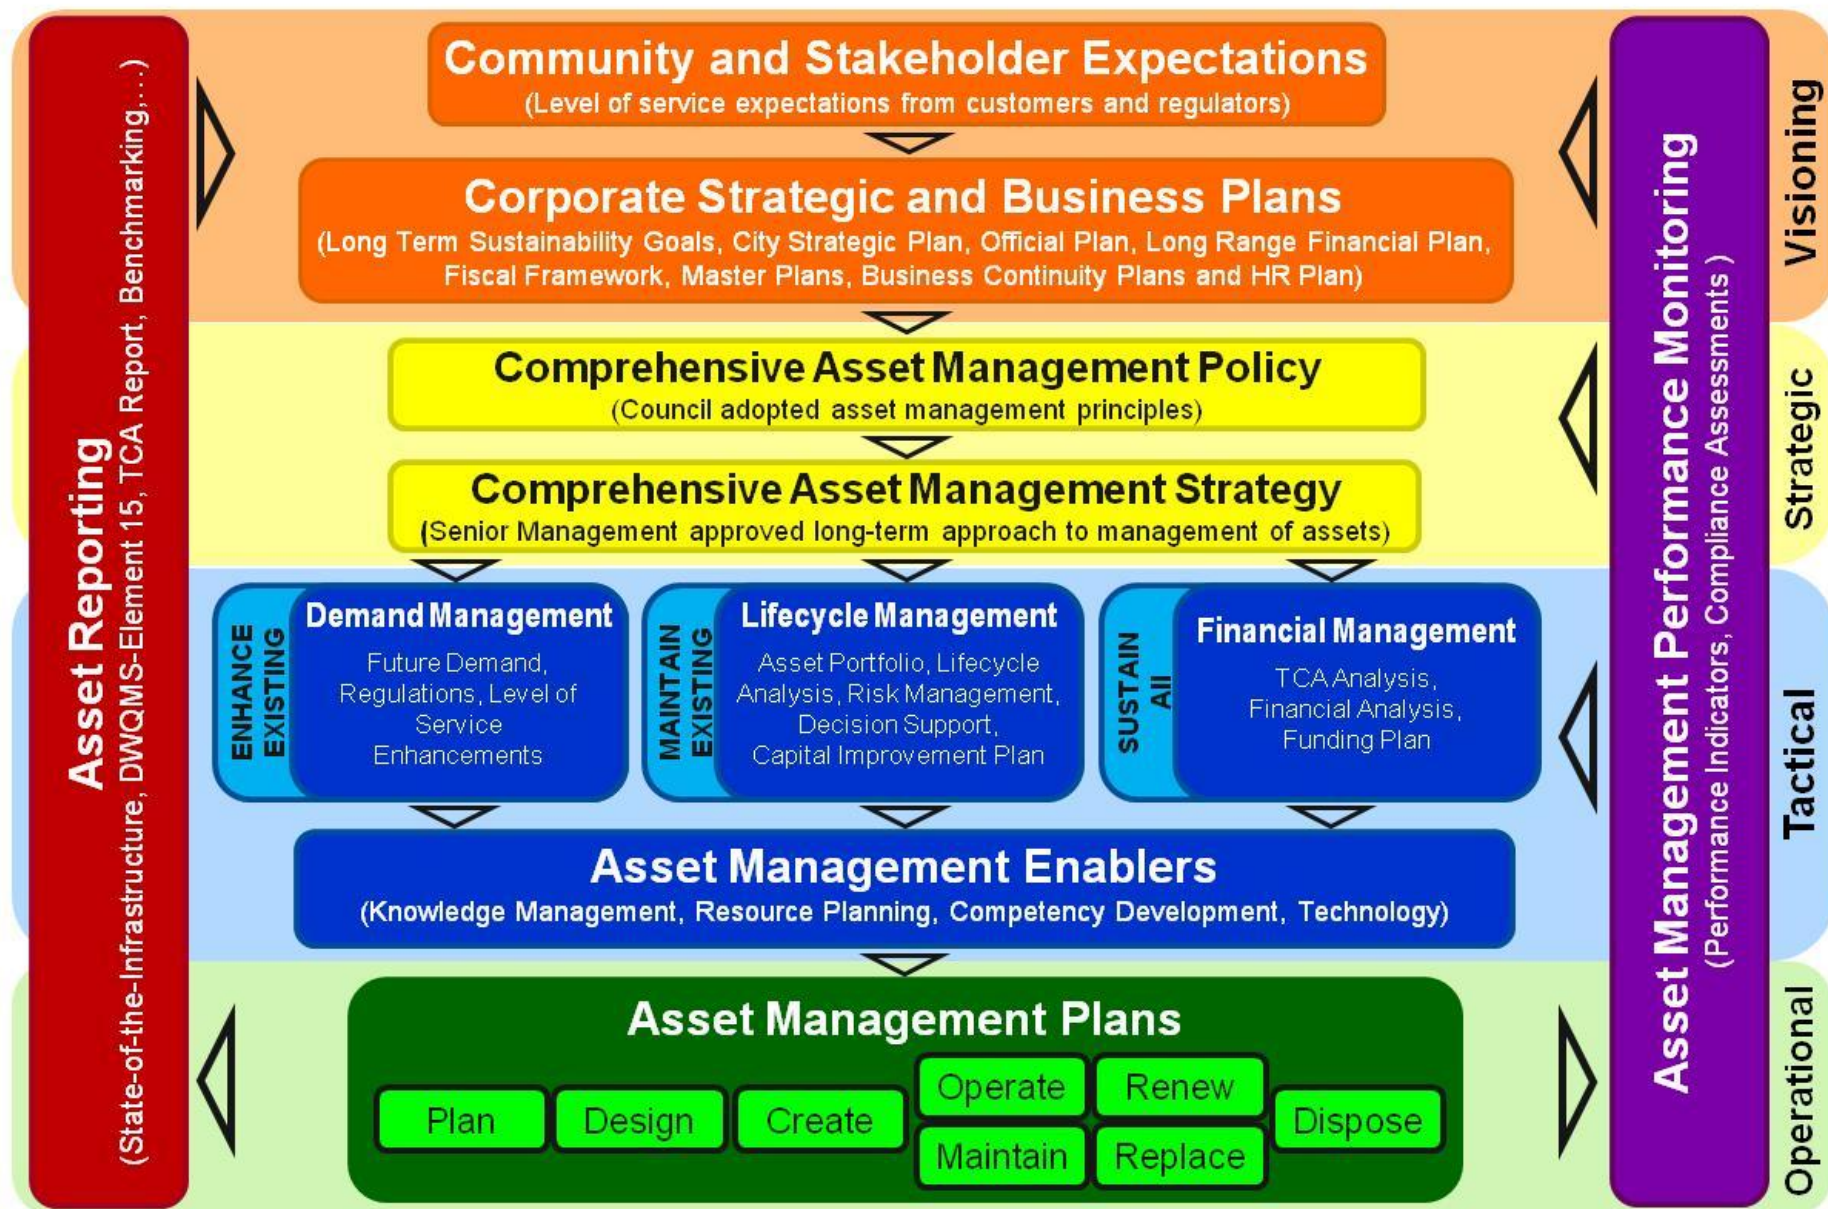 Community and Stakeholder Expectations
(Level of service expectations from customers and regulators)
Corporate Strategic and Business Plans
(Long Term Sustainability Goals, City Strategic Plan, Official Plan, Long Range Financial Plan,
Fiscal Framework, Master Plans, Business Continuity Plans and HR Plan)
Comprehensive Asset Management Policy
(Council adopted asset management principles)
Comprehensive Asset Management Strategy
(Senior Management approved long-term approach to management of assets)
ENHANCE
EXISTING
Demand Management
Future Demand,
Regulations, Level of
Service
Enhancements
MAINTAIN
EXISTING
Lifecycle Management
Asset Portfolio, Lifecycle
Analysis, Risk Management,
Decision Support,
Capital Improvement Plan
SUSTAIN
All
Financial Management
TCA Analysis,
Financial Analysis,
Funding Plan
Asset Management Enablers
(Knowledge Management, Resource Planning, Competency Development, Technology)
Asset Management Plans
Plan
Design
Create
Operate
Maintain
Renew
Replace
Dispose
Asset Reporting
(State-of-the-Infrastructure, DWQMS-Element 15, TCA Report, Benchmarking,...)
Asset Management Performance Monitoring
(Performance Indicators, Compliance Assessments )
Visioning
Strategic
Tactical
Operational